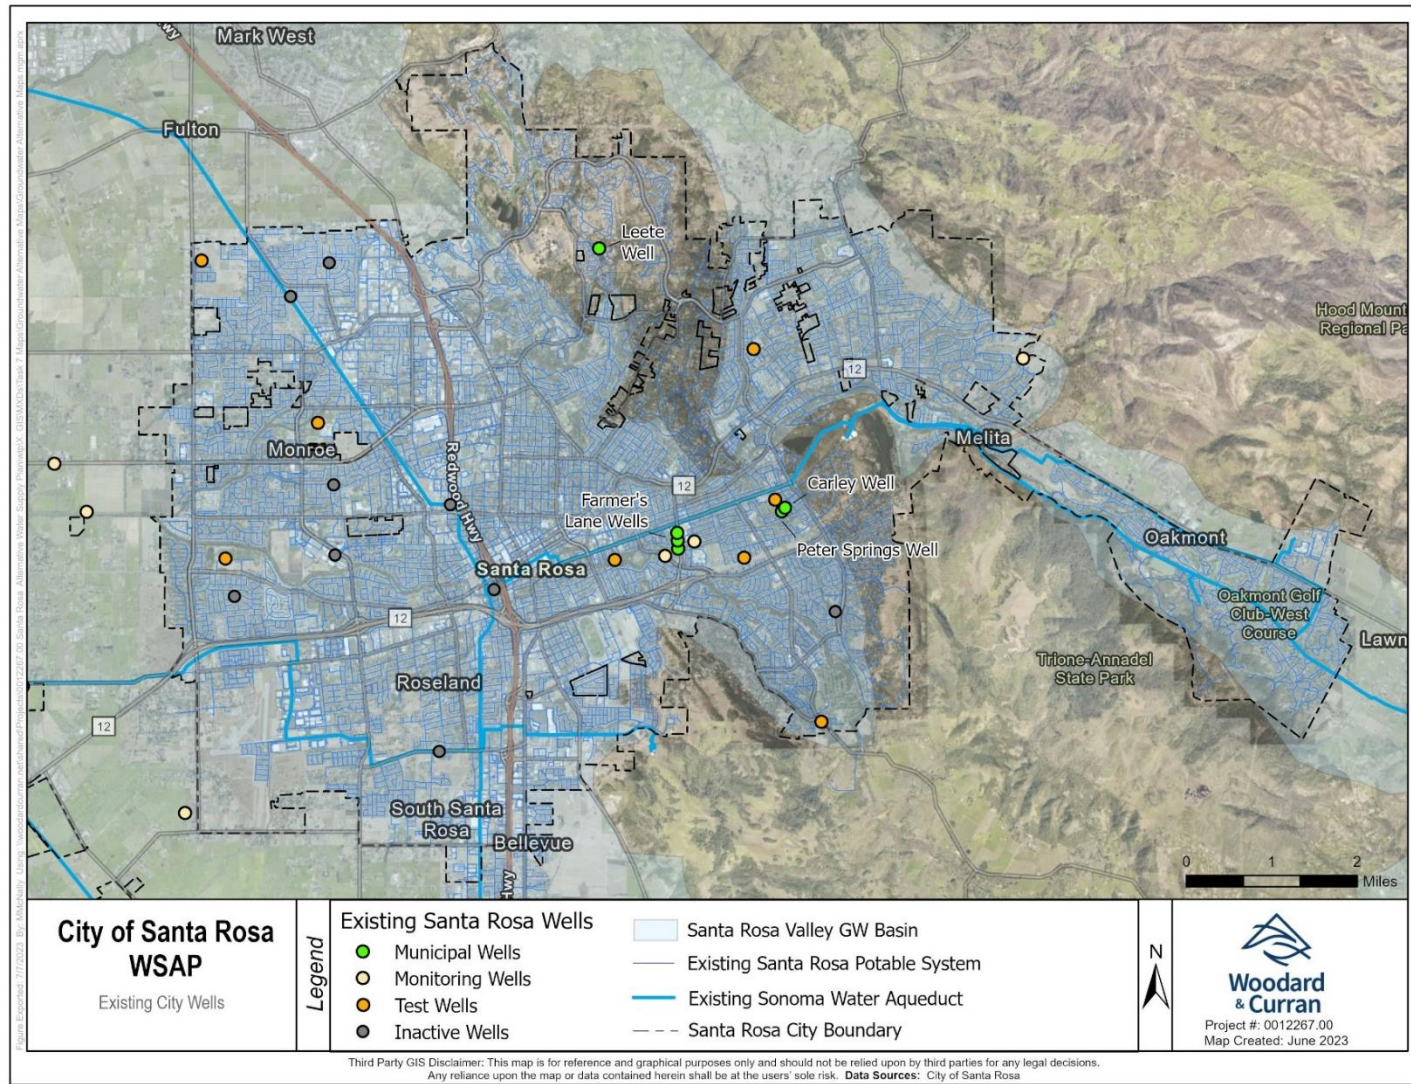 Mark West
Fulton
Leete
Well
Hood Mount
Regional Pa
12
Monroe
Redwood Hwy
Melita
12
Farmer's
Lane Wells
Carley Well
Peter Springs Well
Oakmont
Santa Rosa
Oakmont Golf
Club-West
Course
12
Lawn
Trione-Annadel
State Park
Roseland
12
South Santa
Rosa
Bellevue
Hwy
0 1 2
Miles
City of Santa Rosa
WSAP
Existing City Wells
Legend
Existing Santa Rosa Wells
Municipal Wells
Monitoring Wells
Test Wells
Inactive Wells
Santa Rosa Valley GW Basin
Existing Santa Rosa Potable System
Existing Sonoma Water Aqueduct
Santa Rosa City Boundary
N
Woodard
& Curran
Project #: 0012267.00
Map Created: June 2023
Third Party GIS Disclaimer: This map is for reference and graphical purposes only and should not be relied upon by third parties for any legal decisions.
Any reliance upon the map or data contained herein shall be at the users' sole risk. Data Sources: City of Santa Rosa